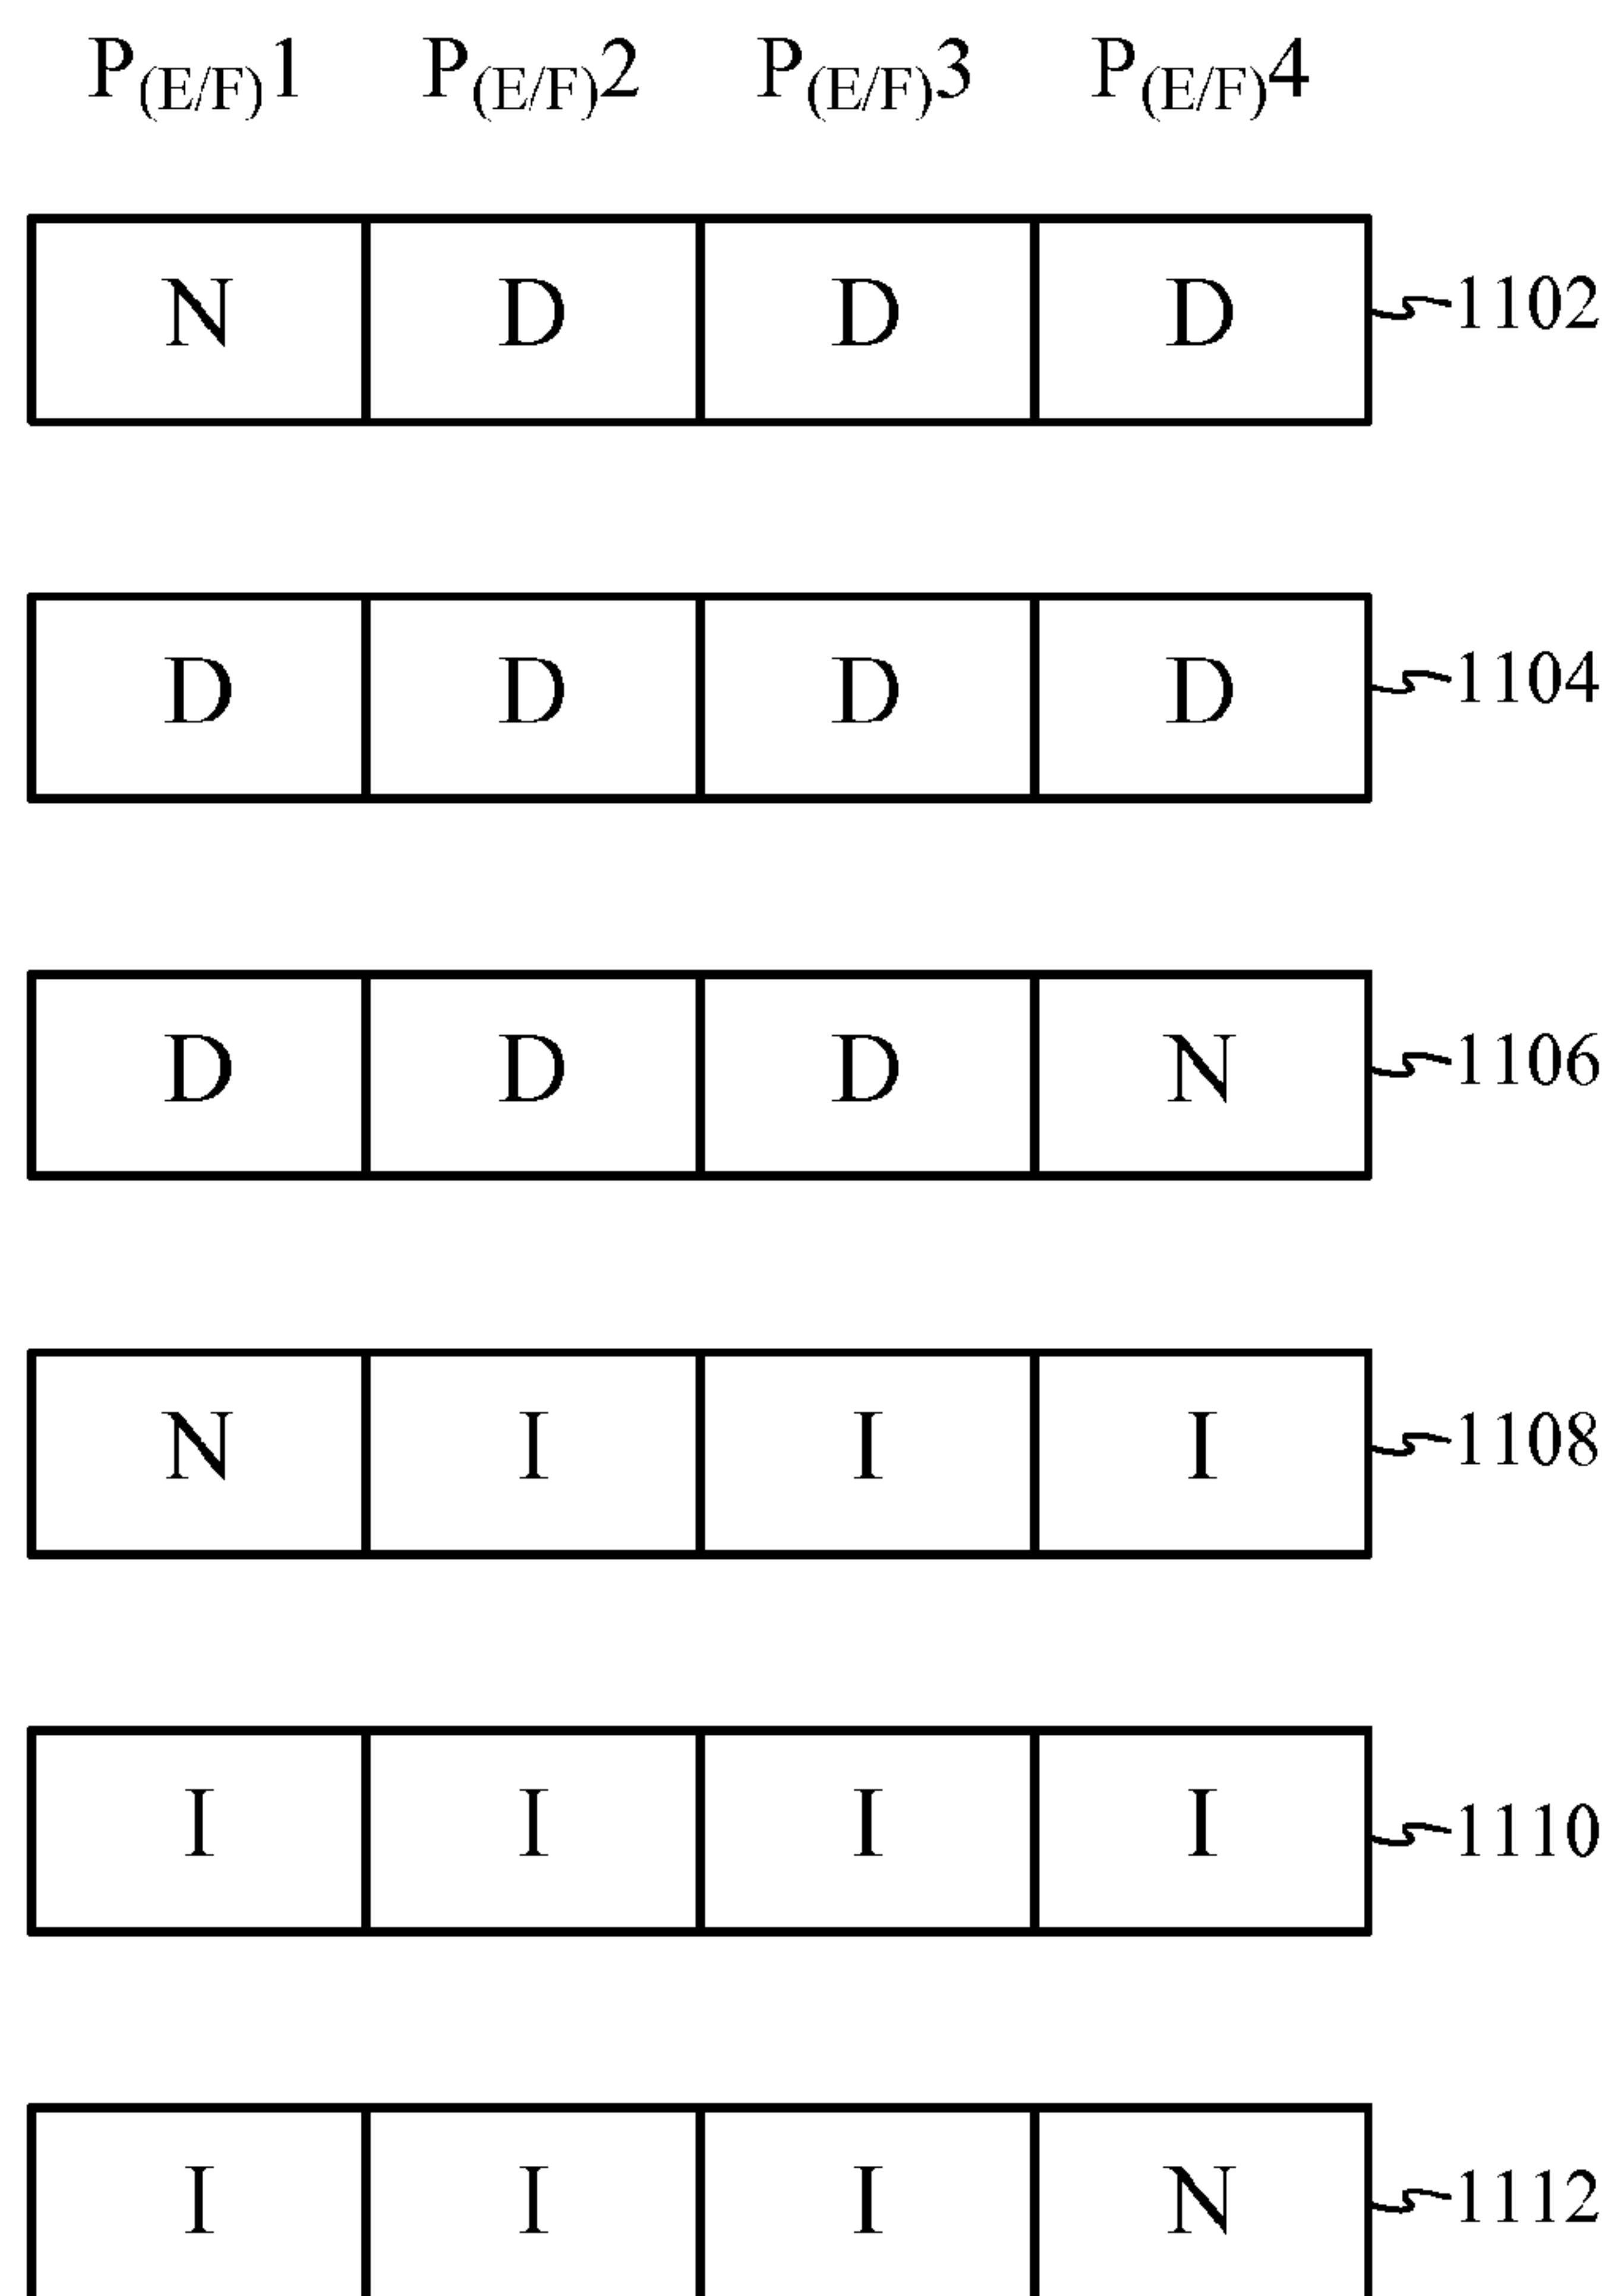 P(E/F)1 P(E/F)2 P(E/F)3 P(E/F)4
N D D D 1102
D D D D 1104
D D D N 1106
N I I I 1108
I I I I 1110
I I I N 1112